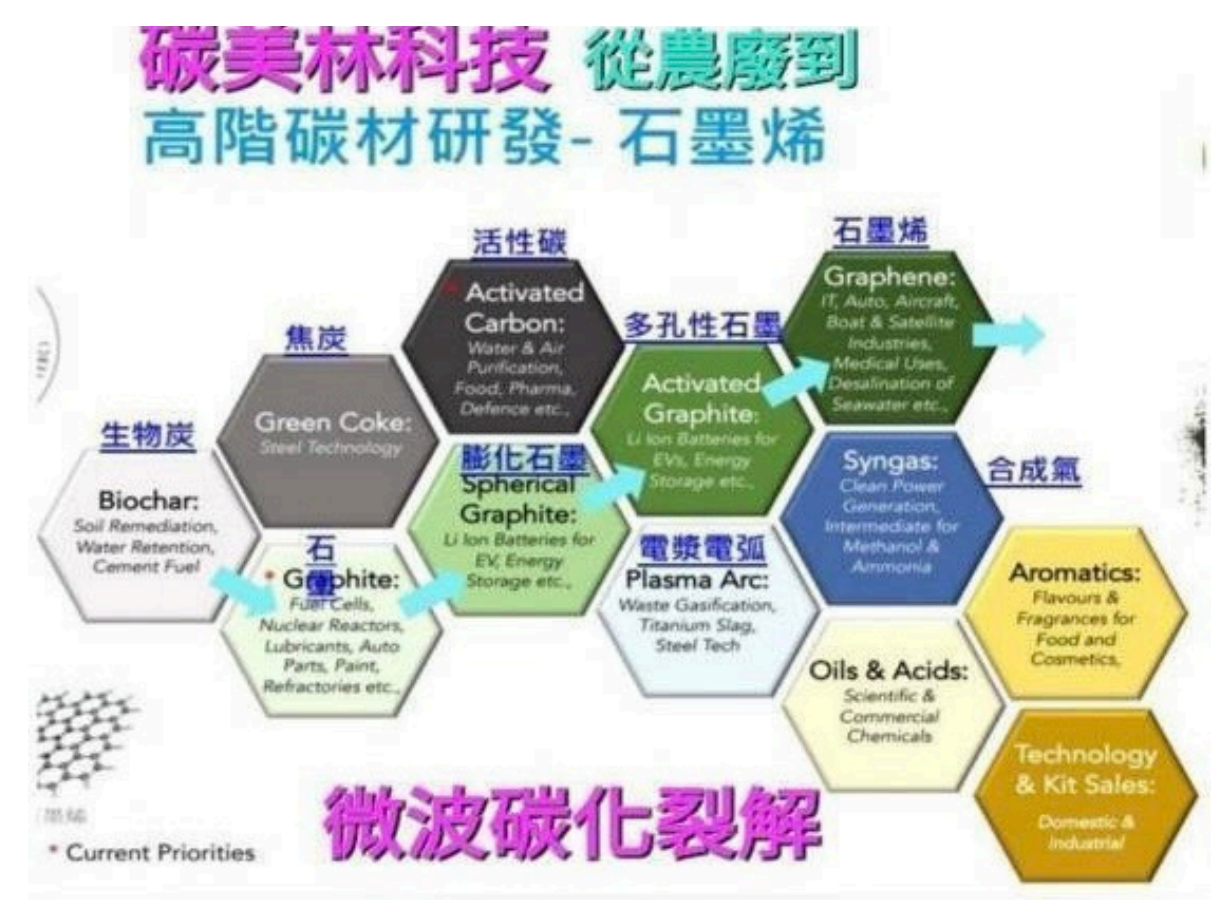 碳美林科技 從農廢到
高階碳材研發- 石墨烯
活性碳
* Activated
Carbon:
Water & Air
Purification,
Food, Pharma,
Defence etc.,
石墨烯
Graphene:
IT, Auto, Aircraft,
Boat & Satellite
Industries,
Medical Uses,
Desalination of
Seawater etc.,
焦炭
Green Coke:
Steel Technology
多孔性石墨
Activated
Graphite:
Li Ion Batteries for
EVs, Energy
Storage etc.,
生物炭
Biochar:
Soil Remediation,
Water Retention,
Cement Fuel
膨化石墨
Spherical
Graphite:
Li Ion Batteries for
EV, Energy
Storage etc.,
Syngas:
Clean Power
Generation,
Intermediate for
Methanol &
Ammonia
合成氣
石
墨
* Graphite:
Fuel Cells,
Nuclear Reactors,
Lubricants, Auto
Parts, Paint,
Refractories etc.,
電漿電弧
Plasma Arc:
Waste Gasification,
Titanium Slag,
Steel Tech
Aromatics:
Flavours &
Fragrances for
Food and
Cosmetics,
Oils & Acids:
Scientific &
Commercial
Chemicals
Technology
& Kit Sales:
Domestic &
Industrial
微波碳化裂解
* Current Priorities